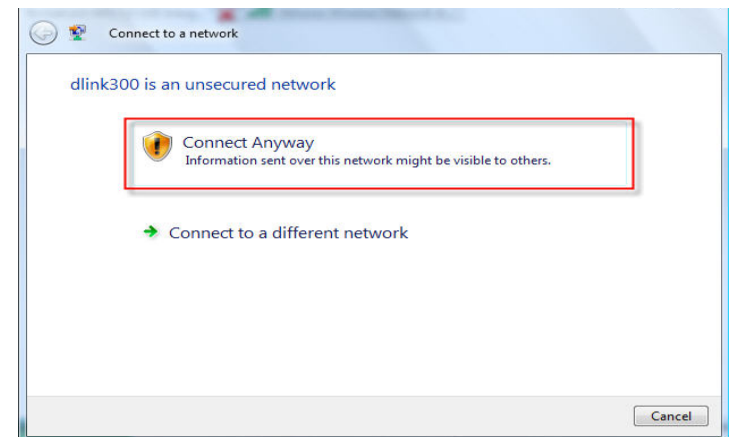 Connect to a network
dlink300 is an unsecured network
Connect Anyway
Information sent over this network might be visible to others.
Connect to a different network
Cancel